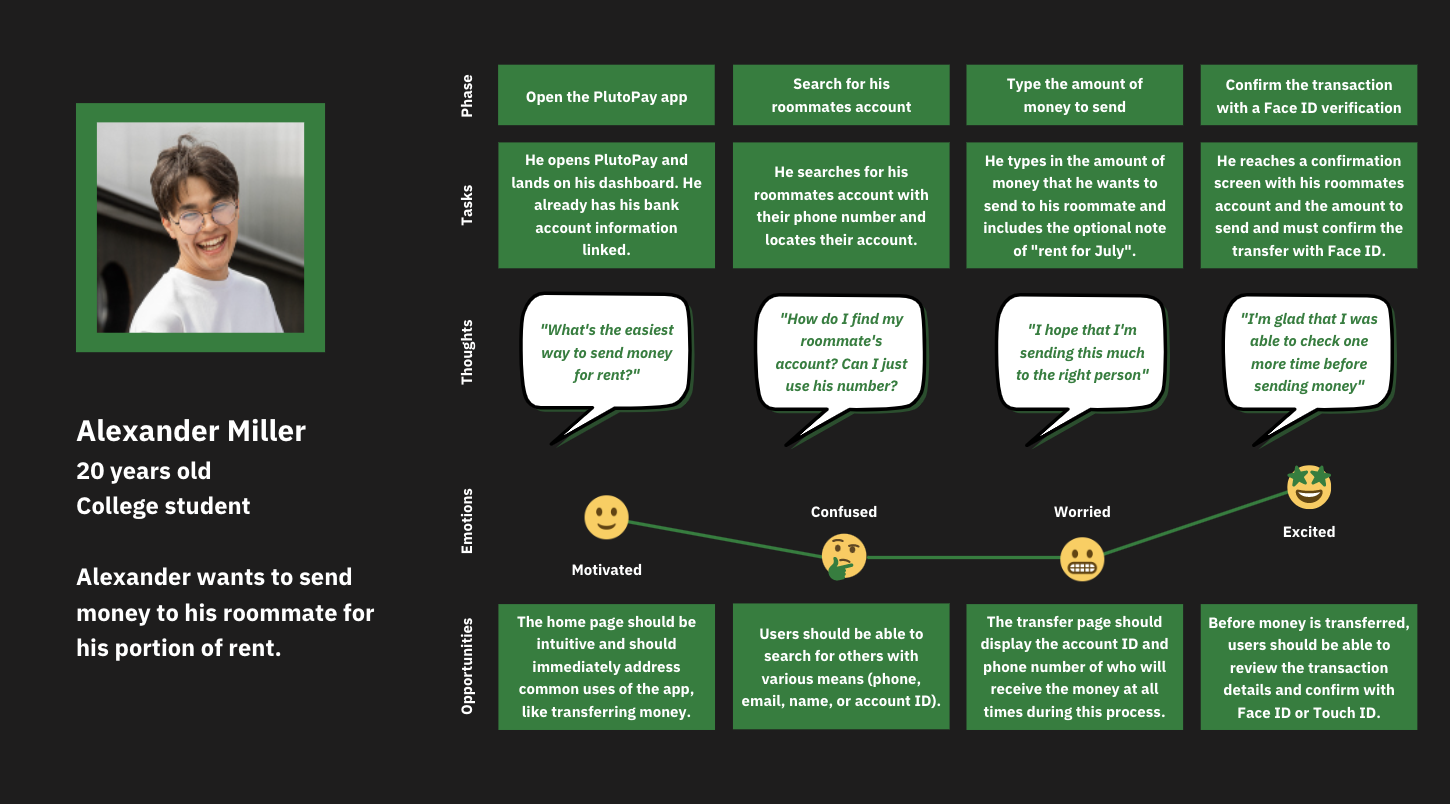 Alexander Miller
20 years old
College student
Alexander wants to send
money to his roommate for
his portion of rent.
Phase
Open the PlutoPay app
Search for his
roommates account
Type the amount of
money to send
Confirm the transaction
with a Face ID verification
Tasks
He opens PlutoPay and
lands on his dashboard. He
already has his bank
account information
linked.
He searches for his
roommates account with
their phone number and
locates their account.
He types in the amount of
money that he wants to
send to his roommate and
includes the optional note
of "rent for July".
He reaches a confirmation
screen with his roommates
account and the amount to
send and must confirm the
transfer with Face ID.
Thoughts
"What's the easiest
way to send money
for rent?"
"How do I find my
roommate's
account? Can I just
use his number?
"I hope that I'm
sending this much
to the right person"
"I'm glad that I was
able to check one
more time before
sending money"
Emotions
Motivated
Confused
Worried
Excited
Opportunities
The home page should be
intuitive and should
immediately address
common uses of the app,
like transferring money.
Users should be able to
search for others with
various means (phone,
email, name, or account ID).
The transfer page should
display the account ID and
phone number of who will
receive the money at all
times during this process.
Before money is transferred,
users should be able to
review the transaction
details and confirm with
Face ID or Touch ID.